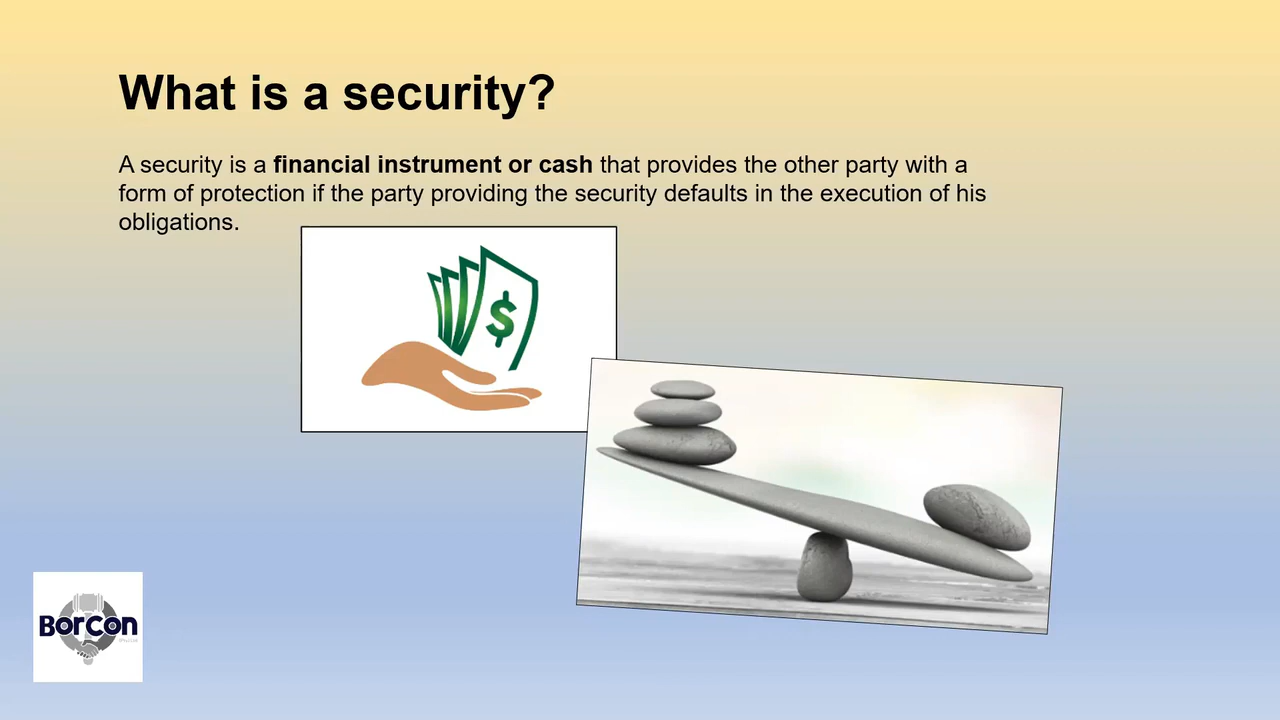 What is a security?
A security is a financial instrument or cash that provides the other party with a
form of protection if the party providing the security defaults in the execution of his
obligations.
$
BorCon